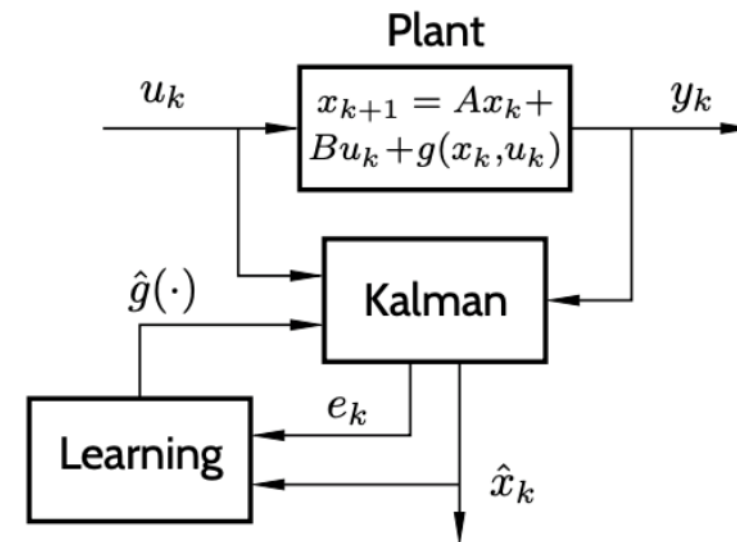 Plant
u_k
x_{k+1} = Ax_k+
Bu_k+g(x_k,u_k)
y_k
ĝ(·)
Kalman
e_k
Learning
x̂_k